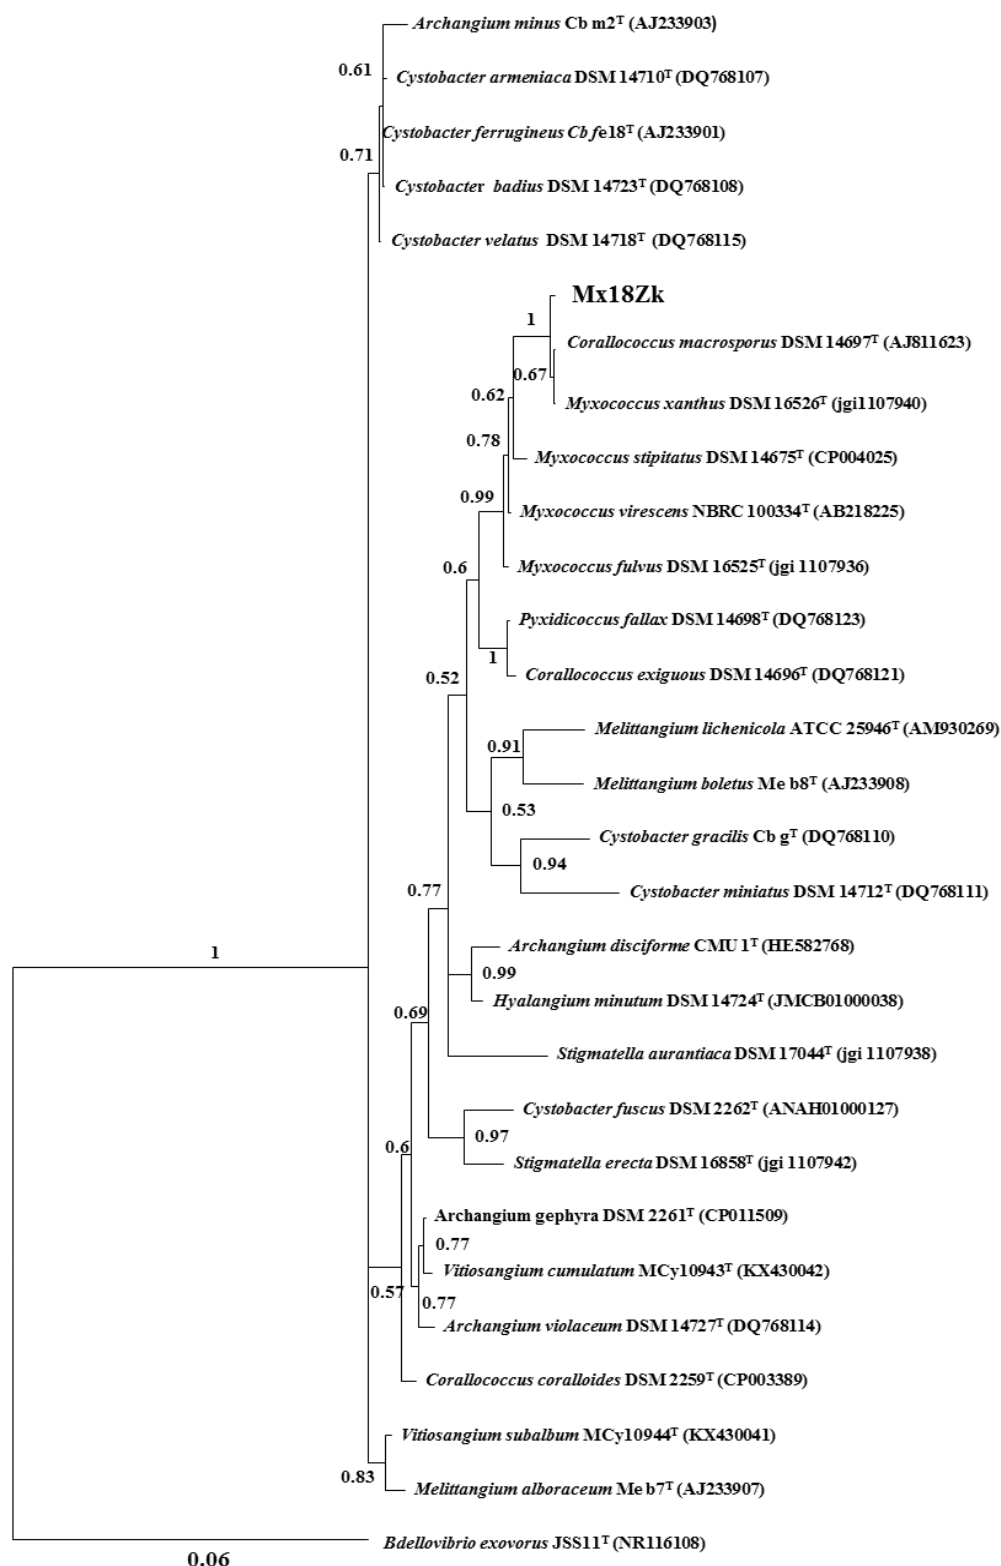 Archangium minus Cb m2ᵀ (AJ233903)
0.61
Cystobacter armeniaca DSM 14710ᵀ (DQ768107)
Cystobacter ferrugineus Cb fe18ᵀ (AJ233901)
0.71
Cystobacter badius DSM 14723ᵀ (DQ768108)
Cystobacter velatus DSM 14718ᵀ (DQ768115)
Mx18Zk
1
Corallococcus macrosporus DSM 14697ᵀ (AJ811623)
0.67
0.62
Myxococcus xanthus DSM 16526ᵀ (jgi1107940)
0.78
Myxococcus stipitatus DSM 14675ᵀ (CP004025)
0.99
Myxococcus virescens NBRC 100334ᵀ (AB218225)
0.6
Myxococcus fulvus DSM 16525ᵀ (jgi 1107936)
Pyxidicoccus fallax DSM 14698ᵀ (DQ768123)
1
0.52
Corallococcus exiguous DSM 14696ᵀ (DQ768121)
Melittangium lichenicola ATCC 25946ᵀ (AM930269)
0.91
Melittangium boletus Me b8ᵀ (AJ233908)
0.53
Cystobacter gracilis Cb gᵀ (DQ768110)
0.94
0.77
Cystobacter miniatus DSM 14712ᵀ (DQ768111)
Archangium disciforme CMU 1ᵀ (HE582768)
1
0.99
Hyalangium minutum DSM 14724ᵀ (JMCB01000038)
0.69
Stigmatella aurantiaca DSM 17044ᵀ (jgi 1107938)
Cystobacter fuscus DSM 2262ᵀ (ANAH01000127)
0.97
0.6
Stigmatella erecta DSM 16858ᵀ (jgi 1107942)
Archangium gephyra DSM 2261ᵀ (CP011509)
0.77
Vitiosangium cumulatum MCy10943ᵀ (KX430042)
0.57
0.77
Archangium violaceum DSM 14727ᵀ (DQ768114)
Corallococcus coralloides DSM 2259ᵀ (CP003389)
Vitiosangium subalbum MCy10944ᵀ (KX430041)
0.83
Melittangium alboraceum Me b7ᵀ (AJ233907)
Bdellovibrio exovorus JSS11ᵀ (NR116108)
0.06